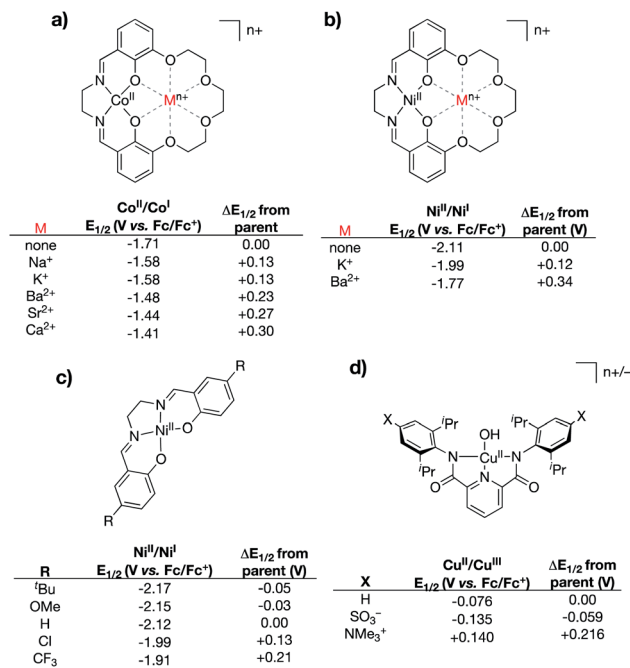 a)
n+
O
O
N
O
Co^II
M^n+
N
O
O
O
Co^II/Co^I
ΔE1/2 from
M
E1/2 (V vs. Fc/Fc+)
parent
none
-1.71
0.00
Na+
-1.58
+0.13
K+
-1.58
+0.13
Ba2+
-1.48
+0.23
Sr2+
-1.44
+0.27
Ca2+
-1.41
+0.30
b)
n+
O
O
N
O
Ni^II
M^n+
N
O
O
O
Ni^II/Ni^I
ΔE1/2 from
M
E1/2 (V vs. Fc/Fc+)
parent (V)
none
-2.11
0.00
K+
-1.99
+0.12
Ba2+
-1.77
+0.34
c)
R
N
N
Ni^II
O
O
R
Ni^II/Ni^I
ΔE1/2 from
R
E1/2 (V vs. Fc/Fc+)
parent (V)
tBu
-2.17
-0.05
OMe
-2.15
-0.03
H
-2.12
0.00
Cl
-1.99
+0.13
CF3
-1.91
+0.21
d)
n+/–
X
iPr
OH
iPr
X
Cu^II
N
N
iPr
N
iPr
O
O
Cu^II/Cu^III
ΔE1/2 from
X
E1/2 (V vs. Fc/Fc+)
parent (V)
H
-0.076
0.00
SO3−
-0.135
-0.059
NMe3+
+0.140
+0.216